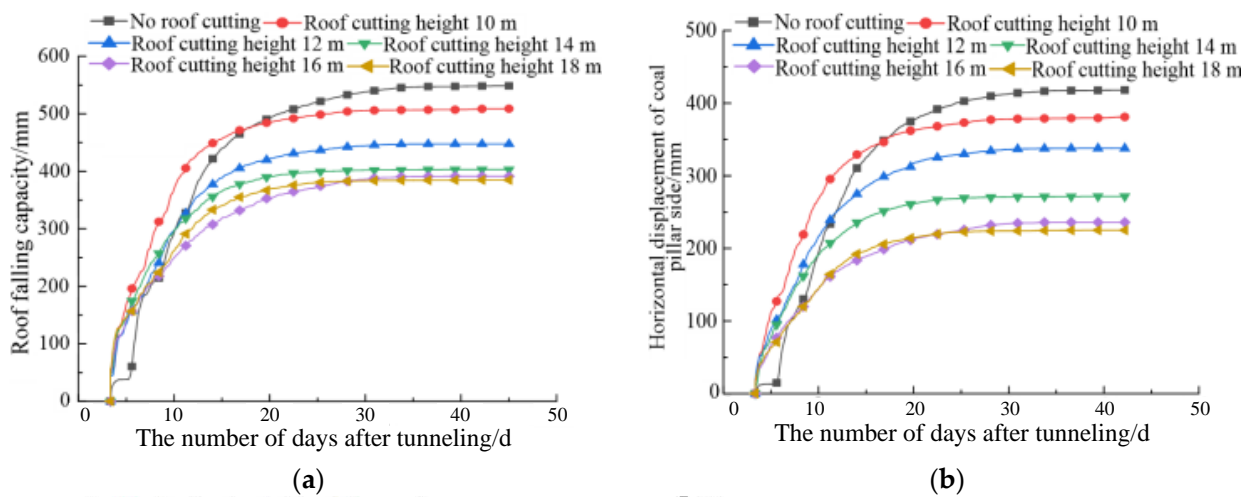 No roof cutting Roof cutting height 10 m
Roof cutting height 12 m Roof cutting height 14 m
Roof cutting height 16 m Roof cutting height 18 m
600
500
400
300
200
100
0
Roof falling capacity/mm
0 10 20 30 40 50
The number of days after tunneling/d
(a)
No roof cutting Roof cutting height 10 m
Roof cutting height 12 m Roof cutting height 14 m
Roof cutting height 16 m Roof cutting height 18 m
500
400
300
200
100
0
Horizontal displacement of coal
pillar side/mm
0 10 20 30 40 50
The number of days after tunneling/d
(b)